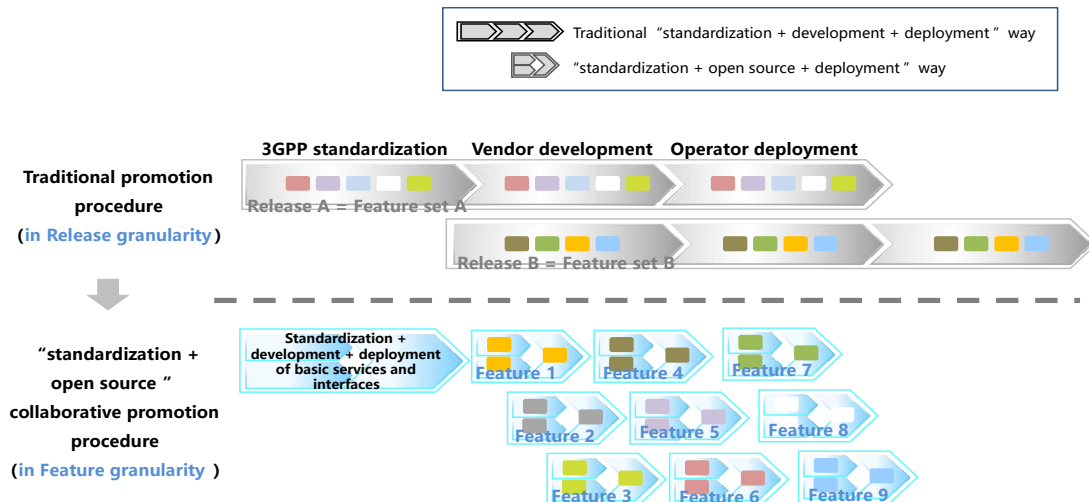 Traditional “standardization + development + deployment” way
“standardization + open source + deployment” way
3GPP standardization Vendor development Operator deployment
Traditional promotion
procedure
(in Release granularity)
Release A = Feature set A
Release B = Feature set B
“standardization +
open source ”
collaborative promotion
procedure
(in Feature granularity )
Standardization +
development + deployment
of basic services and
interfaces
Feature 1 Feature 4 Feature 7
Feature 2 Feature 5 Feature 8
Feature 3 Feature 6 Feature 9